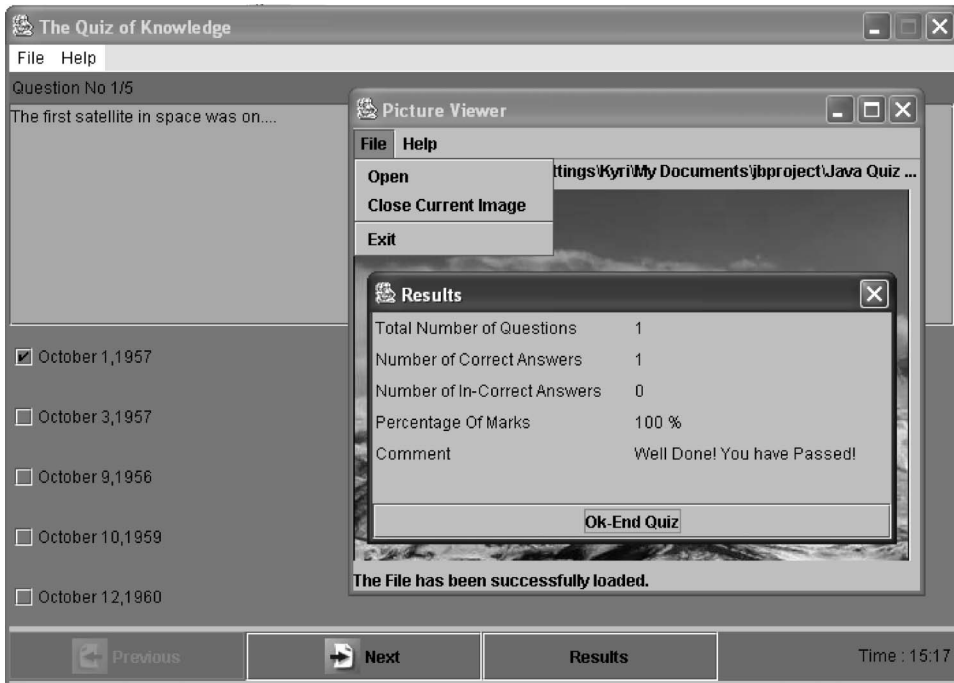 The Quiz of Knowledge
File Help
Question No 1/5
The first satellite in space was on....
Picture Viewer
File Help
ttings\Kyri\My Documents\jbproject\Java Quiz ...
Open
Close Current Image
Exit
Results
Total Number of Questions 1
Number of Correct Answers 1
Number of In-Correct Answers 0
Percentage Of Marks 100 %
Comment Well Done! You have Passed!
Ok-End Quiz
The File has been successfully loaded.
October 1,1957
October 3,1957
October 9,1956
October 10,1959
October 12,1960
Previous Next Results Time : 15:17